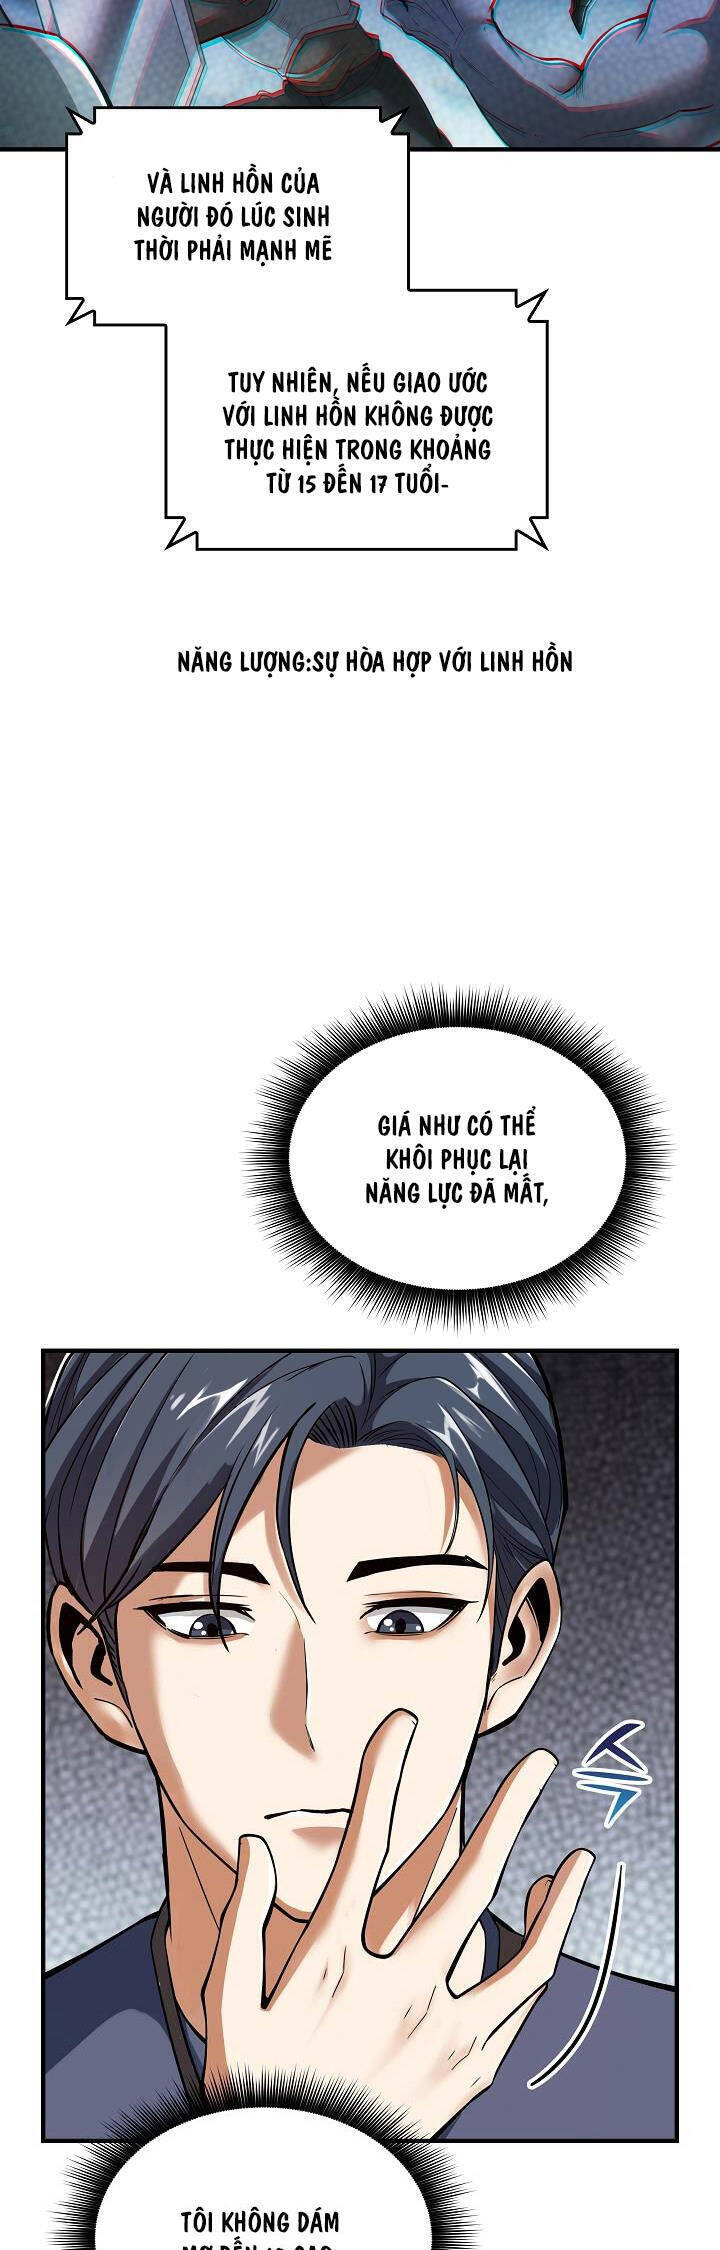 VÀ LINH HỒN CỦA
NGƯỜI ĐÓ LÚC SINH
THỜI PHẢI MẠNH MẼ
TUY NHIÊN, NẾU GIAO ƯỚC
VỚI LINH HỒN KHÔNG ĐƯỢC
THỰC HIỆN TRONG KHOẢNG
TỪ 15 ĐẾN 17 TUỔI-
NĂNG LƯỢNG:SỰ HÒA HỢP VỚI LINH HỒN
GIÁ NHƯ CÓ THỂ
KHÔI PHỤC LẠI
NĂNG LỰC ĐÃ MẤT,
스윽
TÔI KHÔNG DÁM